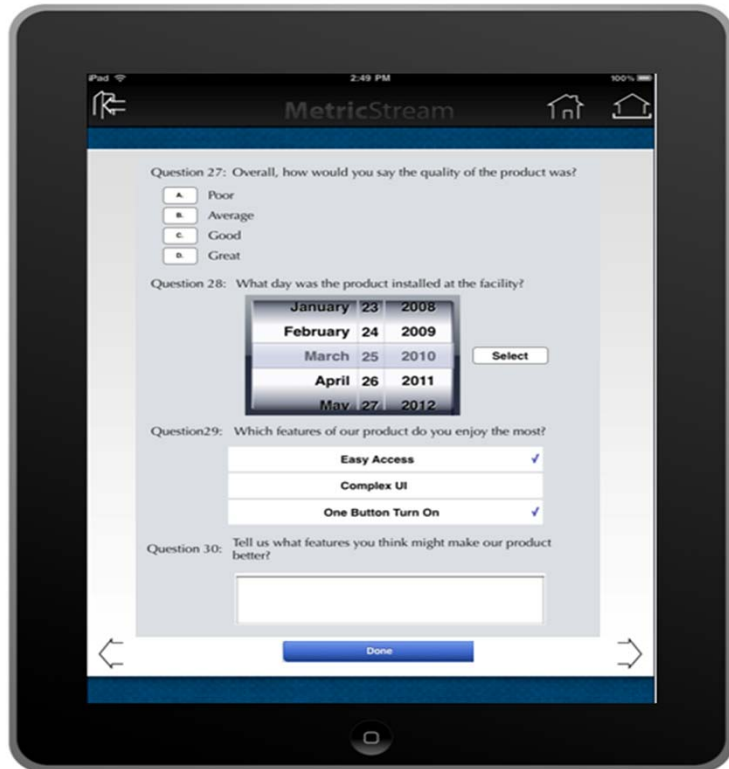 iPad 2:49 PM 100%
MetricStream
Question 27: Overall, how would you say the quality of the product was?
A. Poor
B. Average
C. Good
D. Great
Question 28: What day was the product installed at the facility?
January 23 2008
February 24 2009
March 25 2010 Select
April 26 2011
May 27 2012
Question29: Which features of our product do you enjoy the most?
Easy Access ✓
Complex UI
One Button Turn On ✓
Question 30: Tell us what features you think might make our product
better?
Done